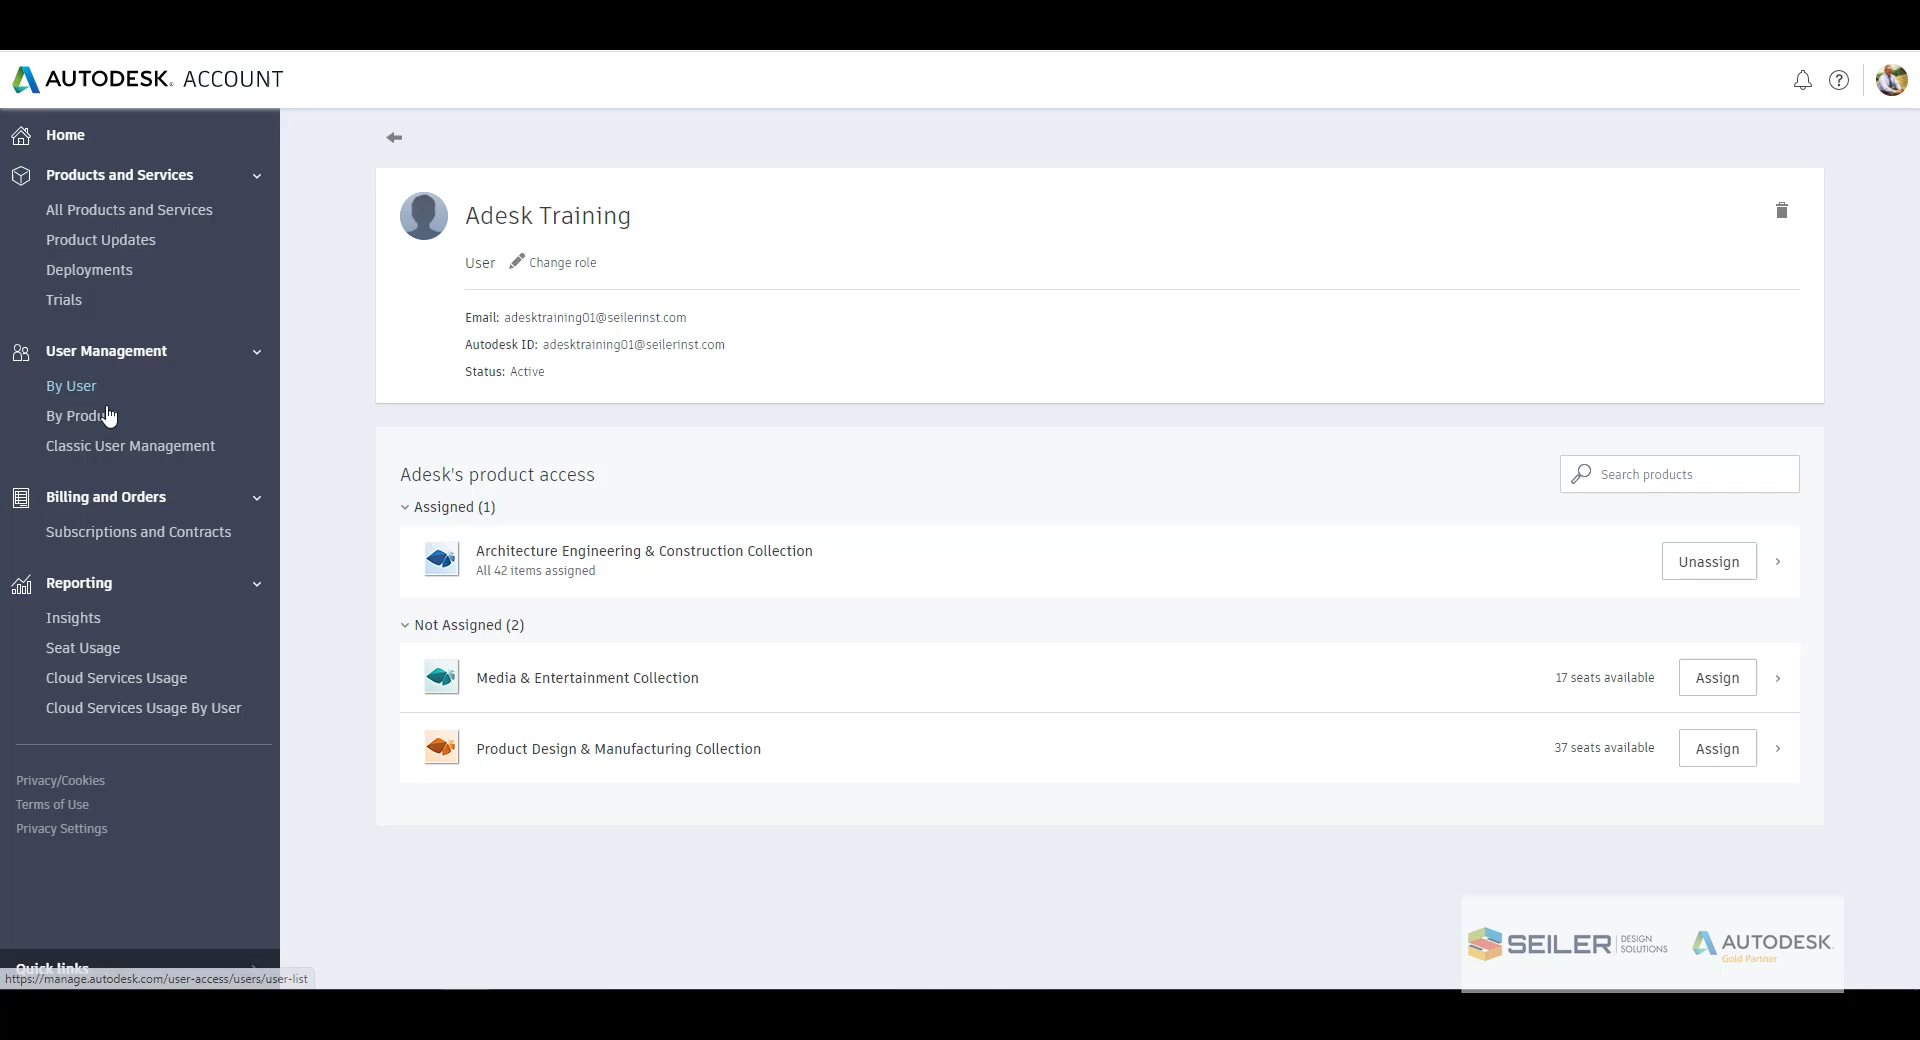 AUTODESK. ACCOUNT
Home
Products and Services
All Products and Services
Product Updates
Deployments
Trials
User Management
By User
By Produ
Classic User Management
Billing and Orders
Subscriptions and Contracts
Reporting
Insights
Seat Usage
Cloud Services Usage
Cloud Services Usage By User
Privacy/Cookies
Terms of Use
Privacy Settings
Quick links
https://manage.autodesk.com/user-access/users/user-list
Adesk Training
User Change role
Email: adesktraining01@seilerinst.com
Autodesk ID: adesktraining01@seilerinst.com
Status: Active
Adesk's product access
Search products
Assigned (1)
Architecture Engineering & Construction Collection
All 42 items assigned
Unassign
Not Assigned (2)
Media & Entertainment Collection
17 seats available
Assign
Product Design & Manufacturing Collection
37 seats available
Assign
SEILER DESIGN
SOLUTIONS
AUTODESK.
Gold Partner